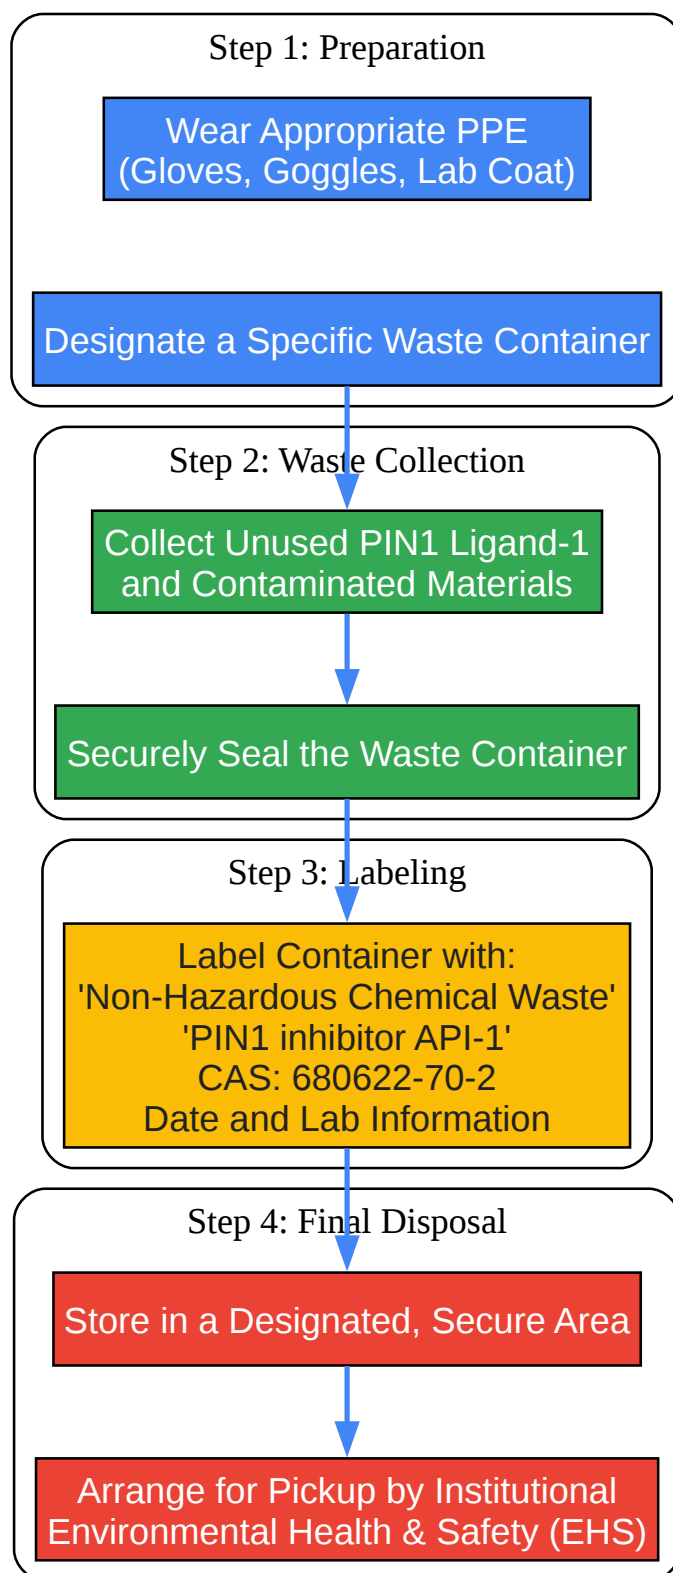 Step 1: Preparation
Wear Appropriate PPE
(Gloves, Goggles, Lab Coat)
Designate a Specific Waste Container
Step 2: Waste Collection
Collect Unused PIN1 Ligand-1
and Contaminated Materials
Securely Seal the Waste Container
Step 3: Labeling
Label Container with:
'Non-Hazardous Chemical Waste'
'PIN1 inhibitor API-1'
CAS: 680622-70-2
Date and Lab Information
Step 4: Final Disposal
Store in a Designated, Secure Area
Arrange for Pickup by Institutional
Environmental Health & Safety (EHS)